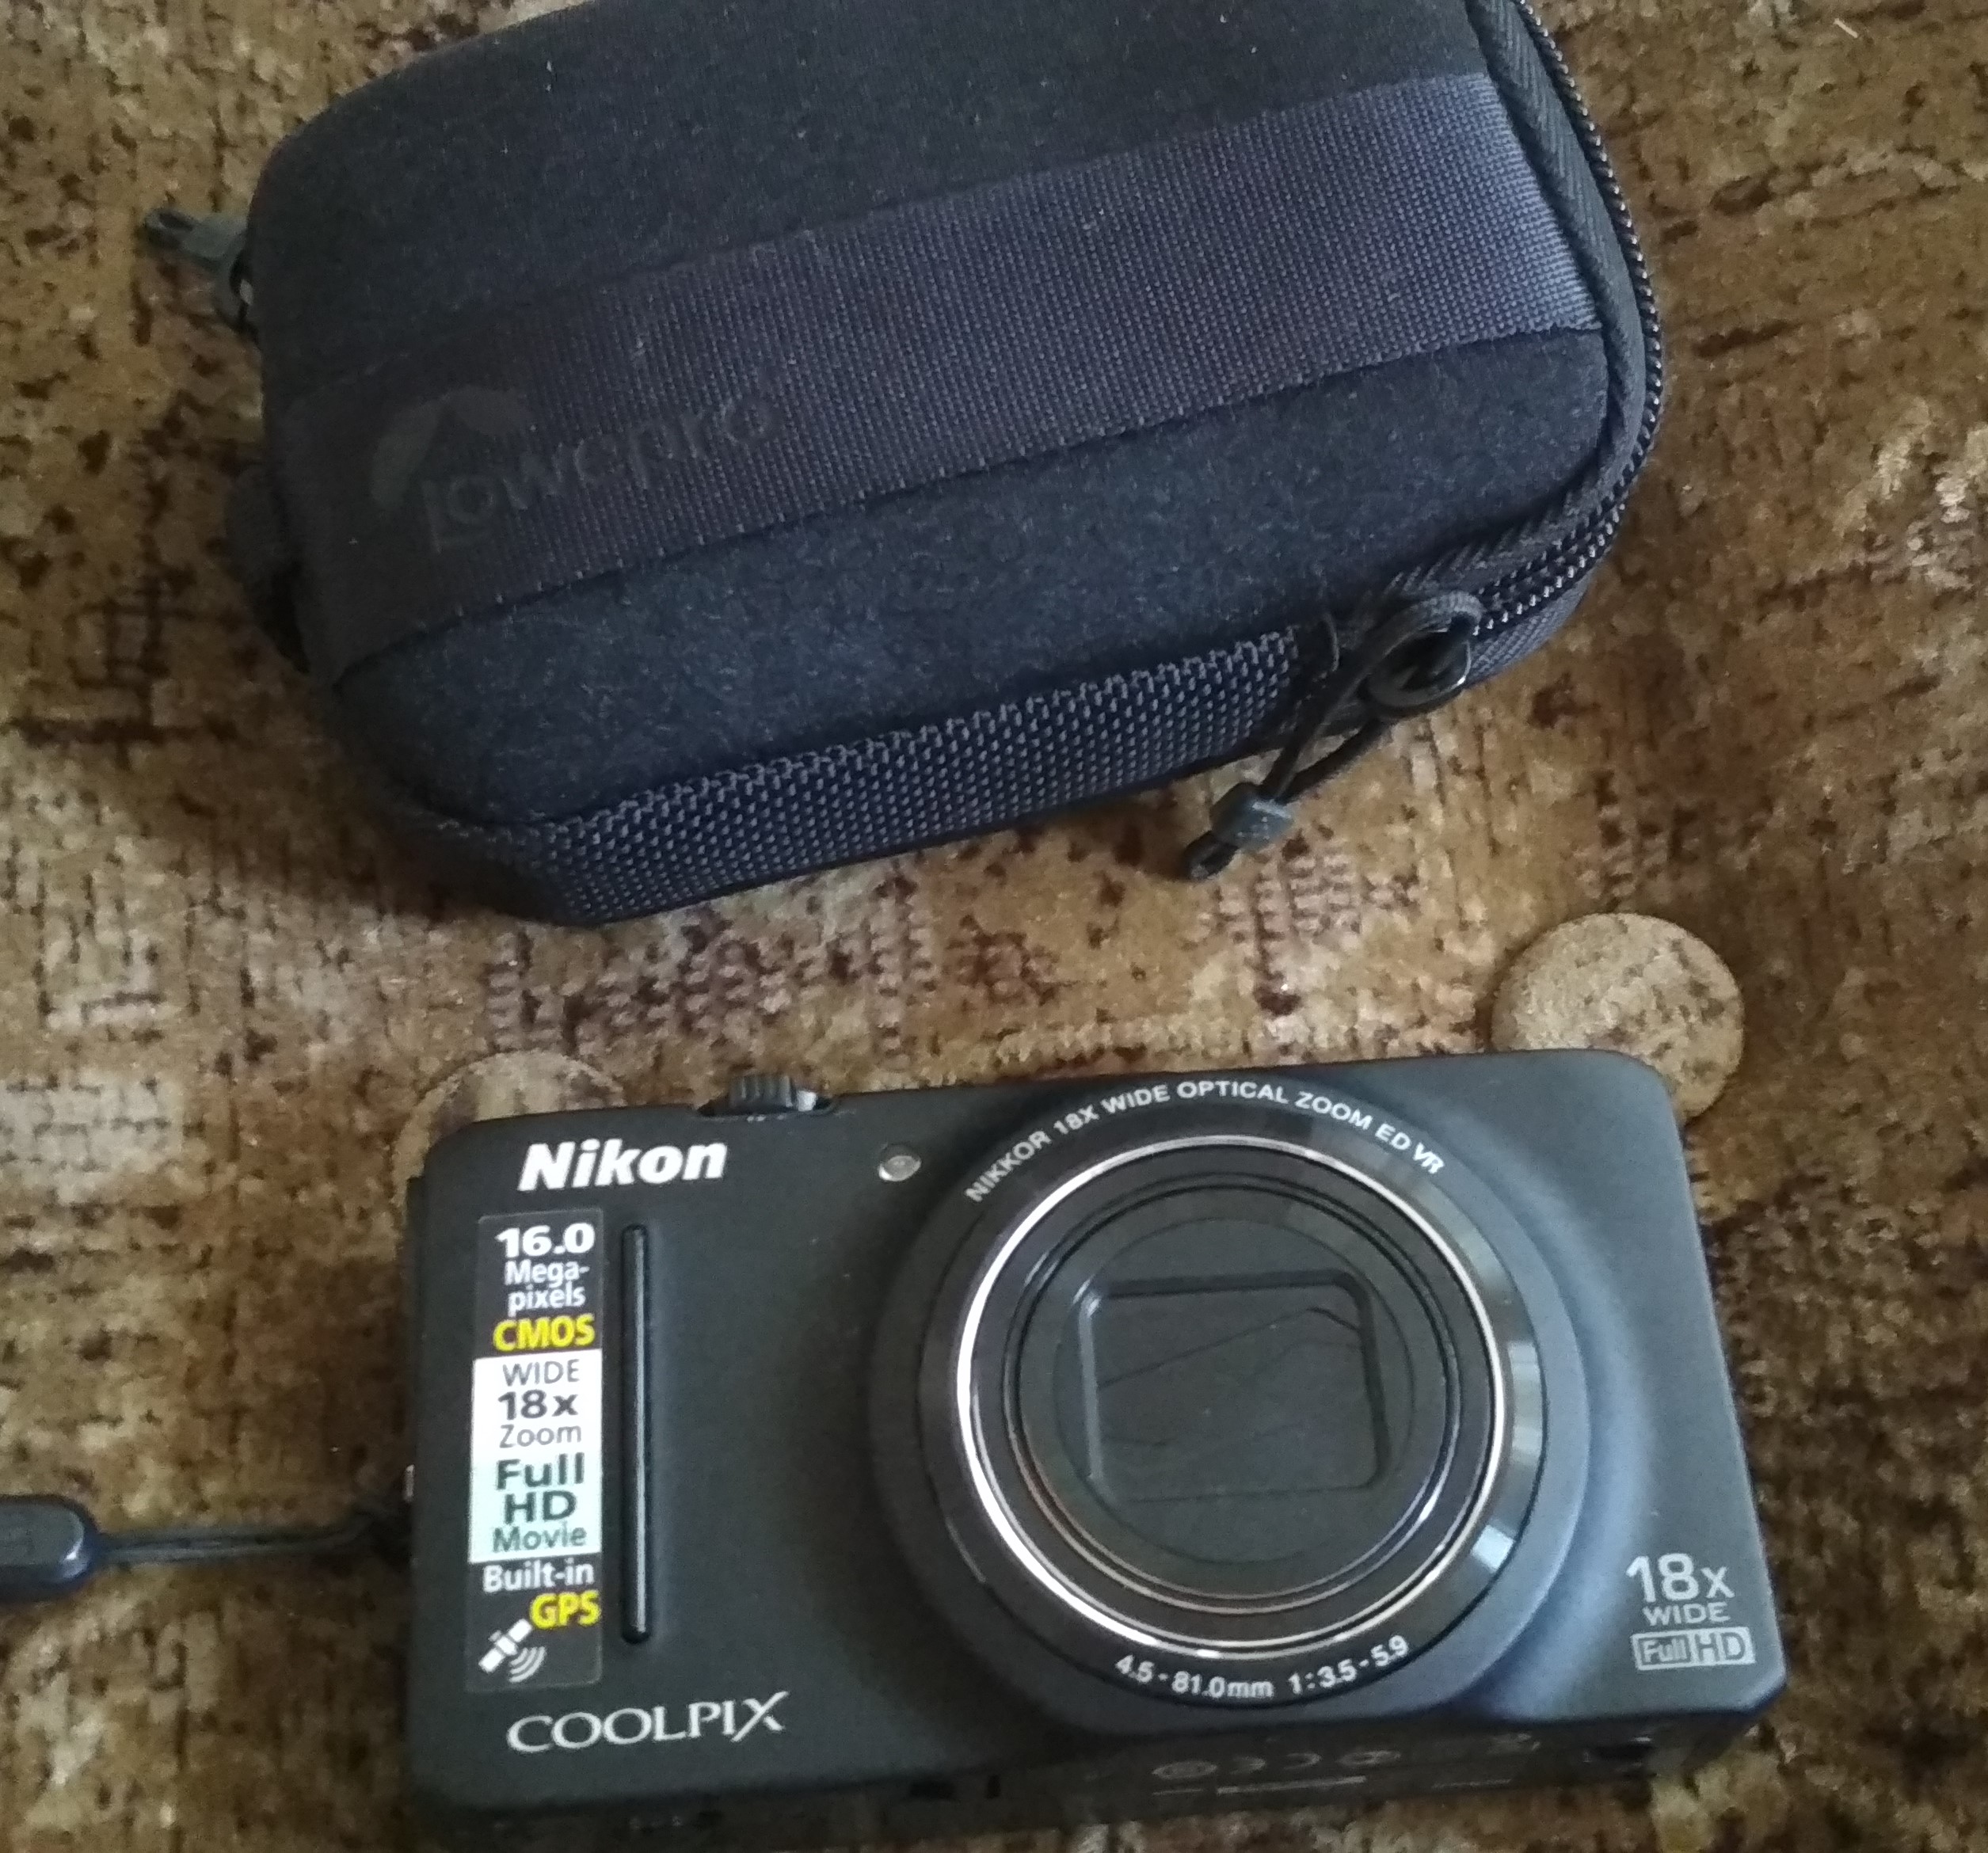 Lowepro
Nikon
NIKKOR 18X WIDE OPTICAL ZOOM ED VR
16.0
Mega-
pixels
CMOS
WIDE
18x
Zoom
Full
HD
Movie
Built-in
GPS
COOLPIX
4.5 - 81.0mm 1:3.5 - 5.9
18x
WIDE
Full HD